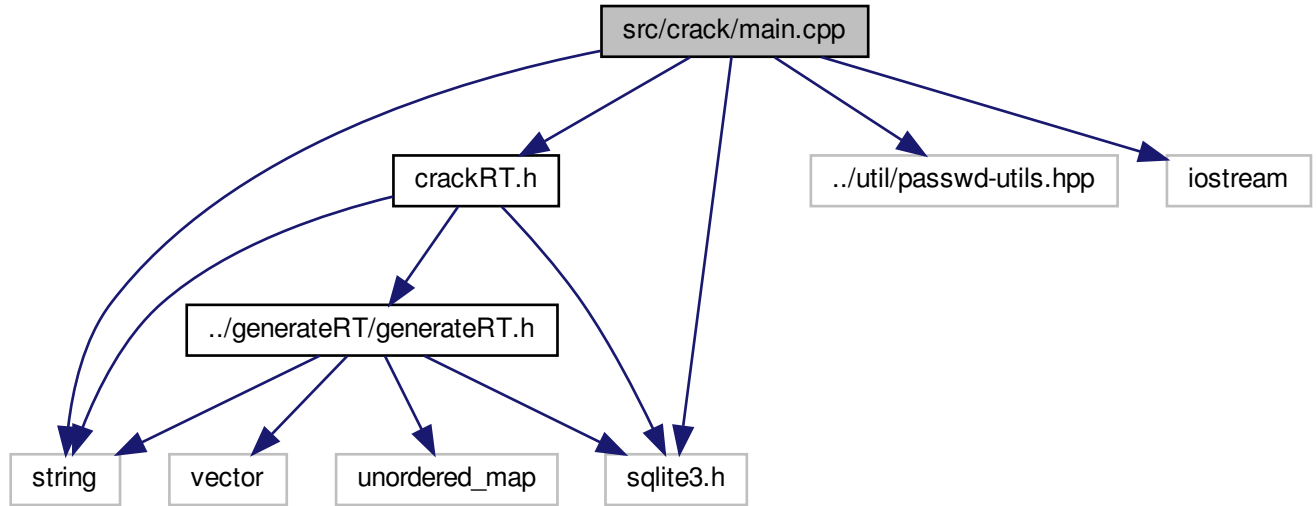 src/crack/main.cpp
crackRT.h
../util/passwd-utils.hpp
iostream
../generateRT/generateRT.h
string
vector
unordered_map
sqlite3.h